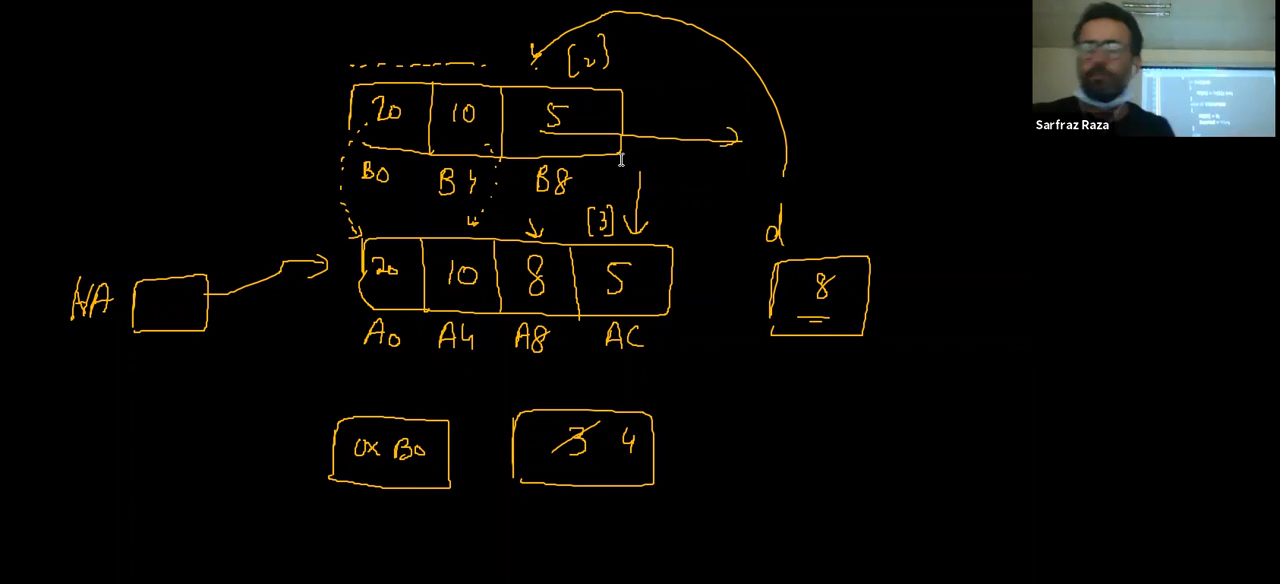 [2]
20 10 5
B0 B4 B8
[3]
d
20 10 8 5
8
NA
A0 A4 A8 AC
0x B0
3 4
Sarfraz Raza